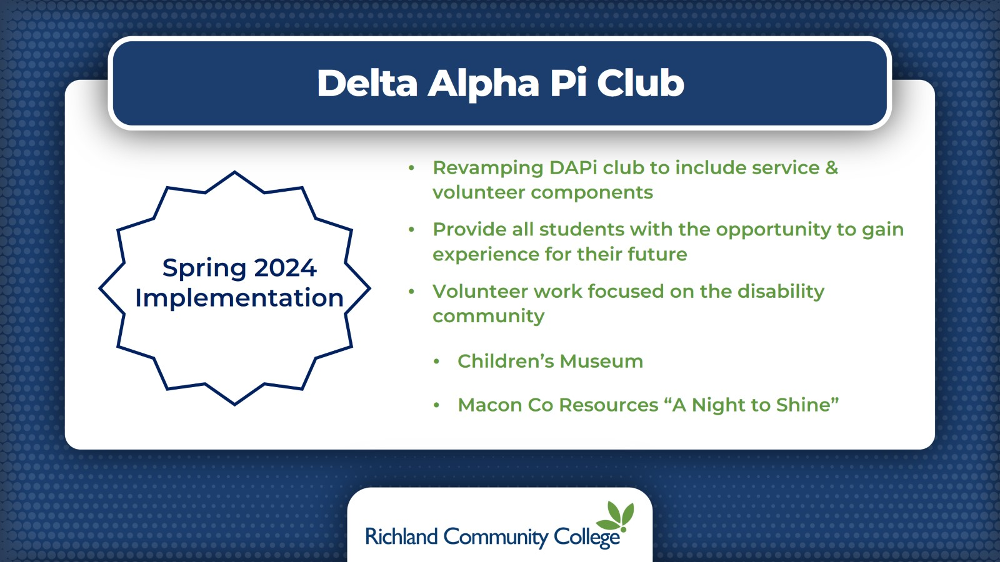 Delta Alpha Pi Club
Spring 2024
Implementation
• Revamping DAPi club to include service &
volunteer components
• Provide all students with the opportunity to gain
experience for their future
• Volunteer work focused on the disability
community
• Children’s Museum
• Macon Co Resources “A Night to Shine”
Richland Community College